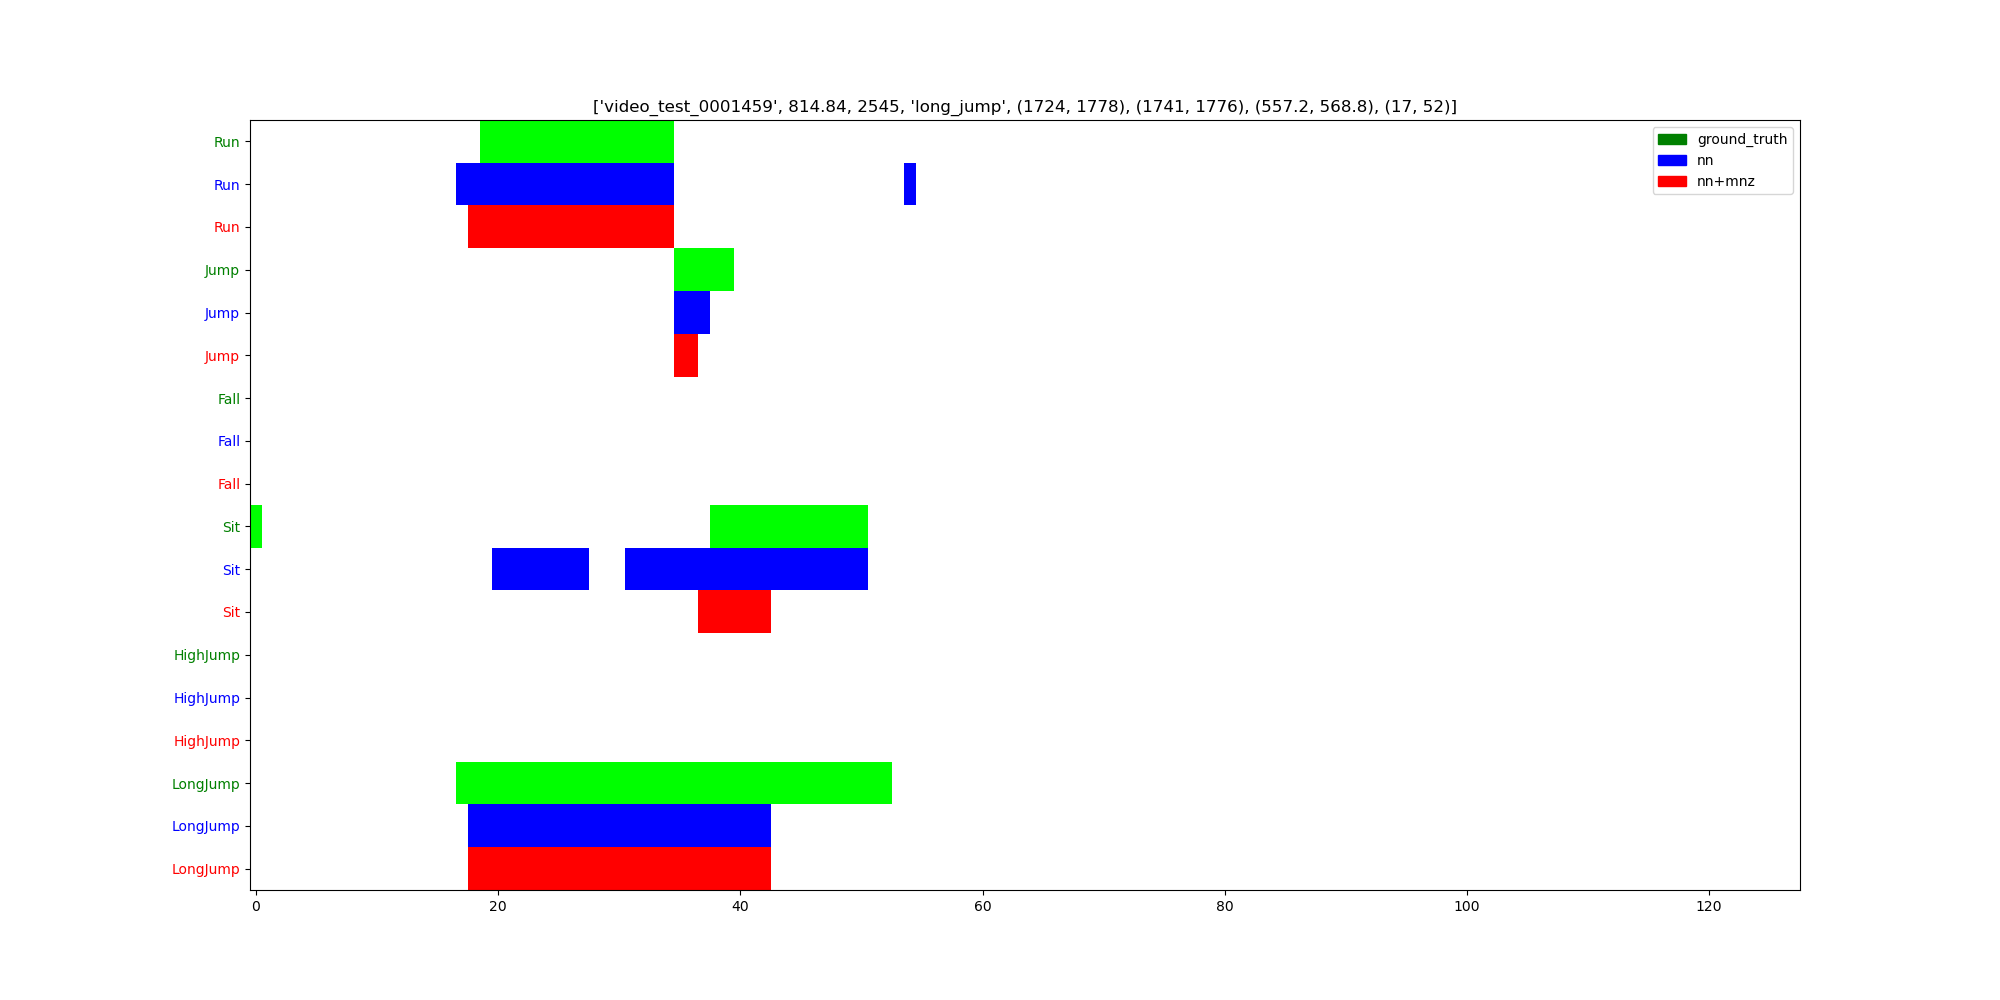 ['video_test_0001459', 814.84, 2545, 'long_jump', (1724, 1778), (1741, 1776), (557.2, 568.8), (17, 52)]
ground_truth
nn
nn+mnz
Run
Run
Run
Jump
Jump
Jump
Fall
Fall
Fall
Sit
Sit
Sit
HighJump
HighJump
HighJump
LongJump
LongJump
LongJump
0 20 40 60 80 100 120